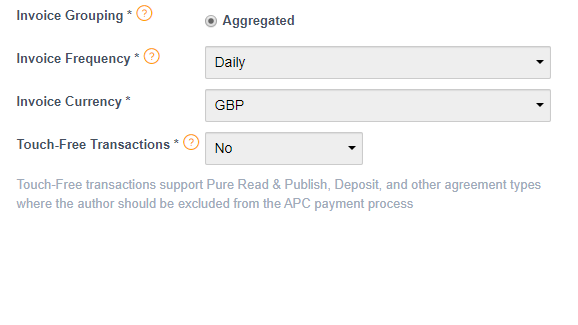 Invoice Grouping * ? Aggregated
Invoice Frequency * ? Daily
Invoice Currency * GBP
Touch-Free Transactions * ? No
Touch-Free transactions support Pure Read & Publish, Deposit, and other agreement types
where the author should be excluded from the APC payment process